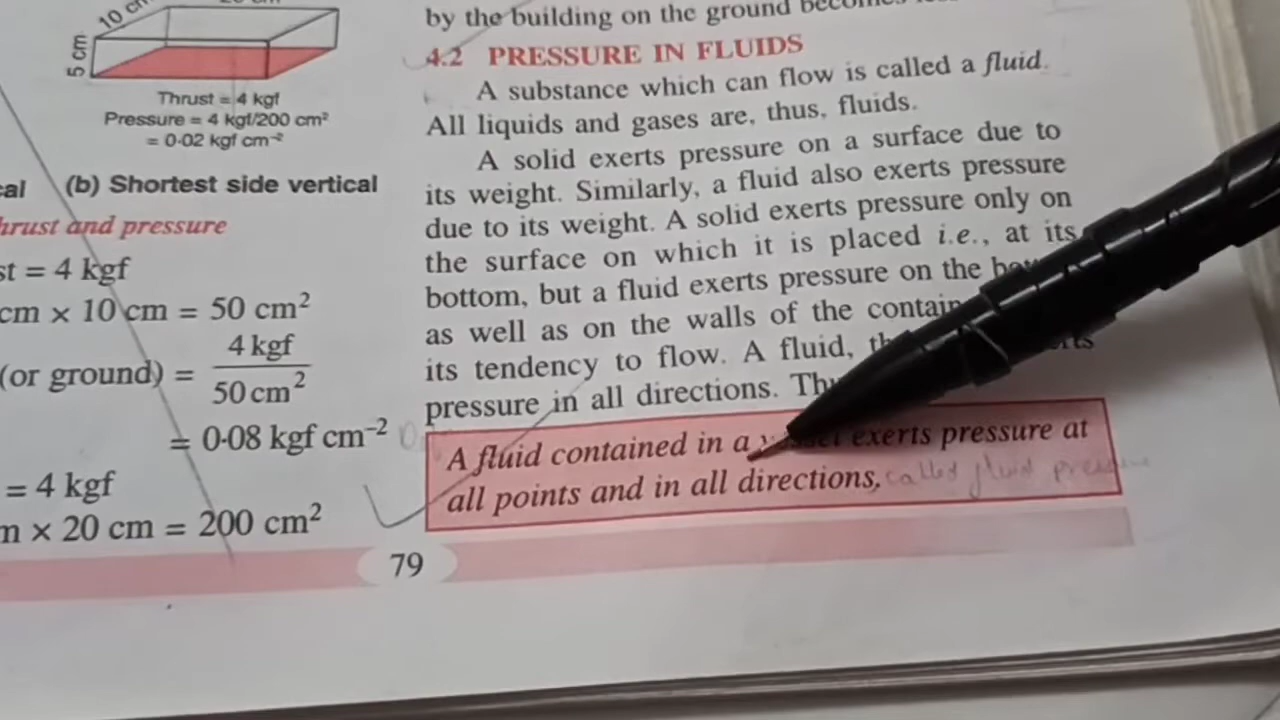 10 cm
5 cm
Thrust = 4 kgf
Pressure = 4 kgf/200 cm²
= 0·02 kgf cm⁻²
(b) Shortest side vertical
thrust and pressure
= 4 kgf
cm × 10 cm = 50 cm²
(or ground) = 4 kgf / 50 cm²
= 0·08 kgf cm⁻²
= 4 kgf
× 20 cm = 200 cm²
79
by the building on the ground
4.2 PRESSURE IN FLUIDS
A substance which can flow is called a fluid.
All liquids and gases are, thus, fluids.
A solid exerts pressure on a surface due to
its weight. Similarly, a fluid also exerts pressure
due to its weight. A solid exerts pressure only on
the surface on which it is placed i.e., at its
bottom, but a fluid exerts pressure on the
as well as on the walls of the
its tendency to flow. A fluid,
pressure in all directions.
A fluid contained in a exerts pressure at
all points and in all directions, called fluid pressure